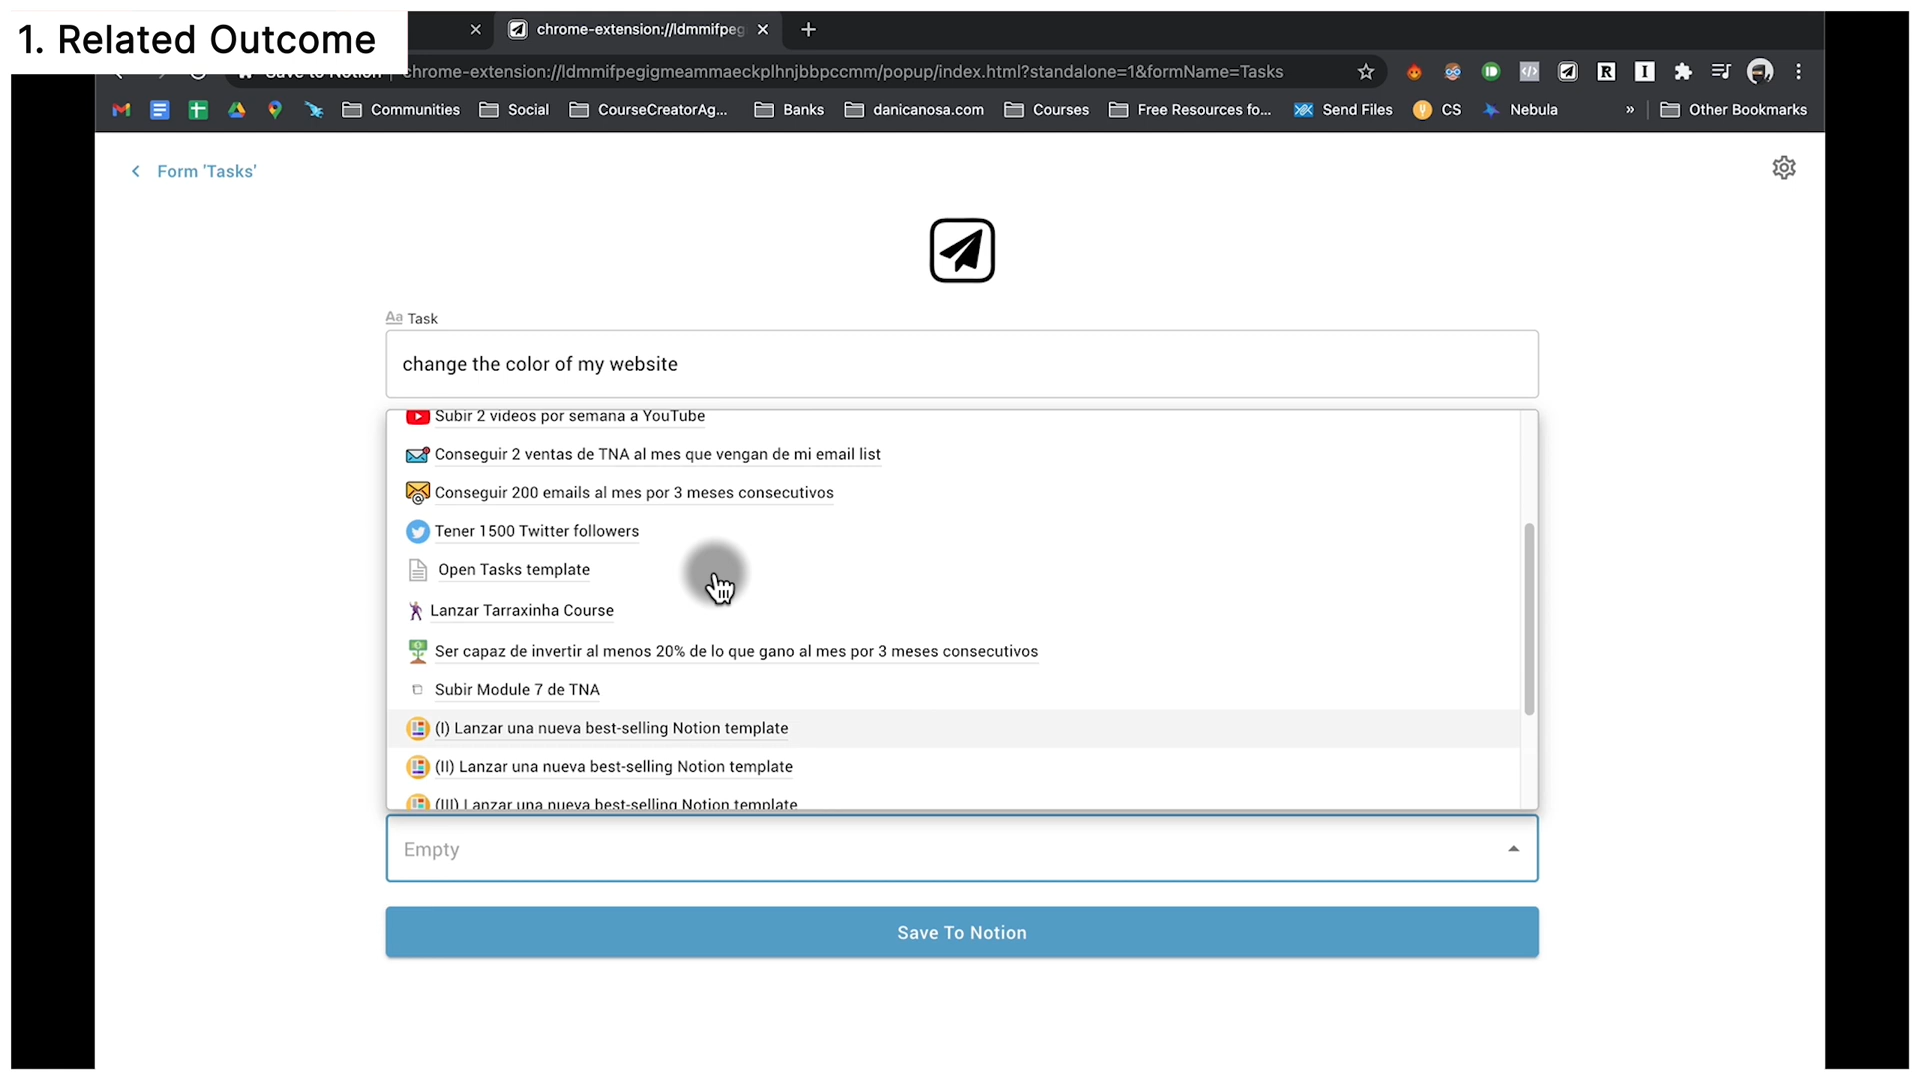 1. Related Outcome
chrome-extension://ldmmifpeg
Save to Notion
chrome-extension://ldmmifpegigmeammaeckplhnjbbpccmm/popup/index.html?standalone=1&formName=Tasks
Communities
Social
CourseCreatorAg...
Banks
danicanosa.com
Courses
Free Resources fo...
Send Files
CS
Nebula
»
Other Bookmarks
Form 'Tasks'
Aa Task
change the color of my website
Subir 2 videos por semana a YouTube
Conseguir 2 ventas de TNA al mes que vengan de mi email list
Conseguir 200 emails al mes por 3 meses consecutivos
Tener 1500 Twitter followers
Open Tasks template
Lanzar Tarraxinha Course
Ser capaz de invertir al menos 20% de lo que gano al mes por 3 meses consecutivos
Subir Module 7 de TNA
(I) Lanzar una nueva best-selling Notion template
(II) Lanzar una nueva best-selling Notion template
(III) Lanzar una nueva best-selling Notion template
Empty
Save To Notion